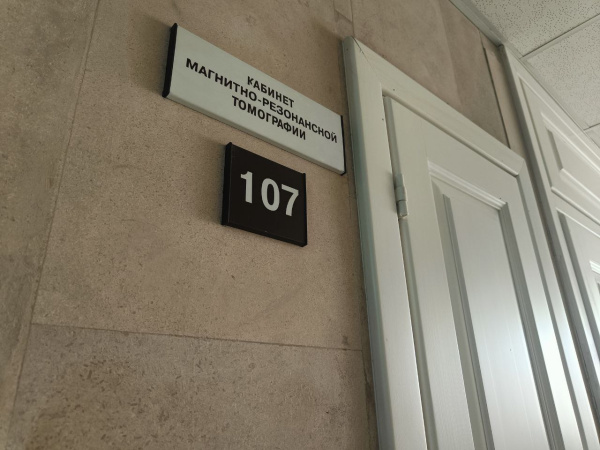 КАБИНЕТ
МАГНИТНО-РЕЗОНАНСНОЙ
ТОМОГРАФИИ
107